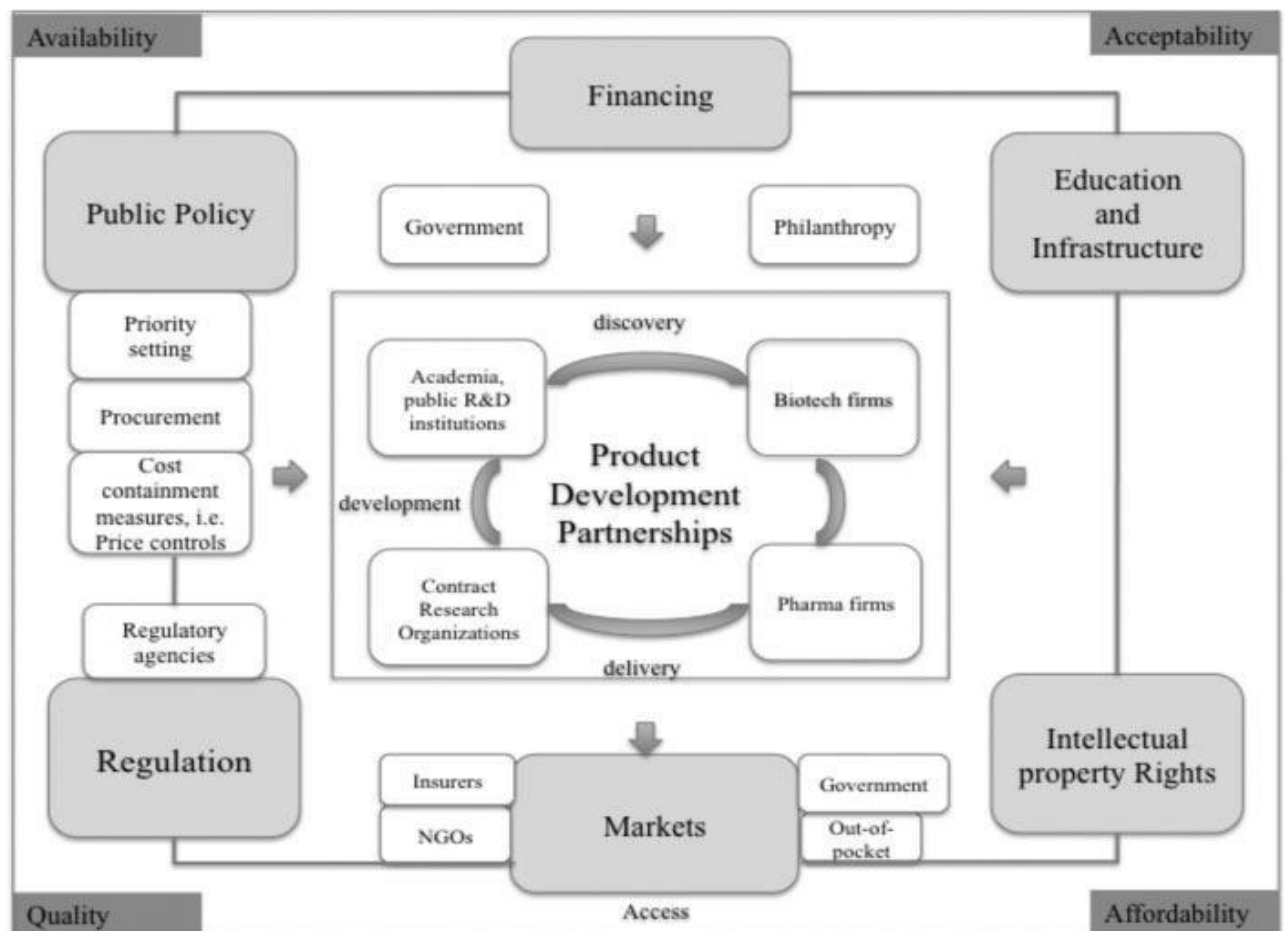 Availability
Acceptability
Financing
Public Policy
Education
and
Infrastructure
Government
Philanthropy
Priority
setting
Procurement
Cost
containment
measures, i.e.
Price controls
Regulatory
agencies
Regulation
discovery
Academia,
public R&D
institutions
Biotech firms
Product
Development
Partnerships
development
Contract
Research
Organizations
Pharma firms
delivery
Intellectual
property Rights
Insurers
NGOs
Markets
Government
Out-of-
pocket
Quality
Access
Affordability